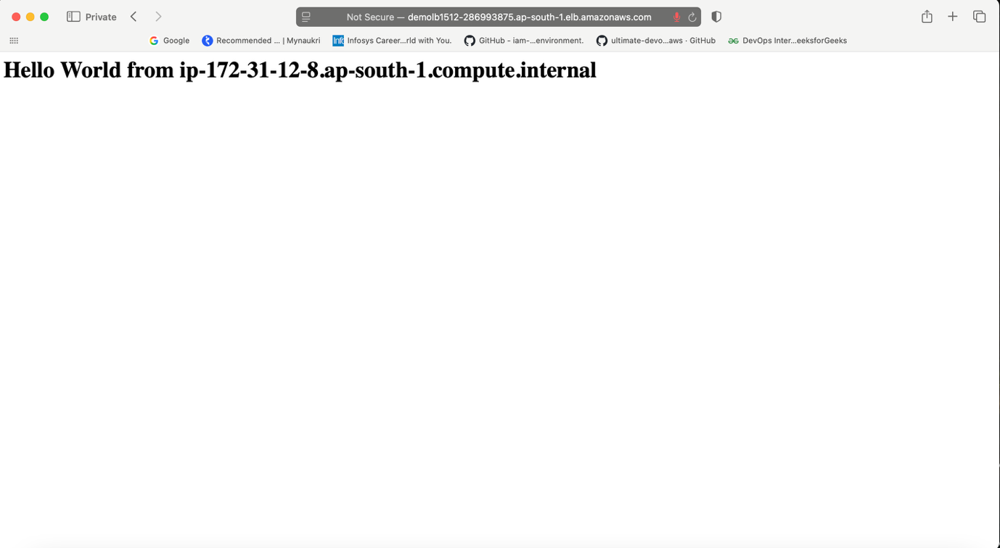 Private
Not Secure — demolb1512-286993875.ap-south-1.elb.amazonaws.com
Google Recommended ... | Mynaukri Infosys Career...rld with You. GitHub - iam-...environment. ultimate-devo...aws · GitHub DevOps Inter...eeksforGeeks
Hello World from ip-172-31-12-8.ap-south-1.compute.internal